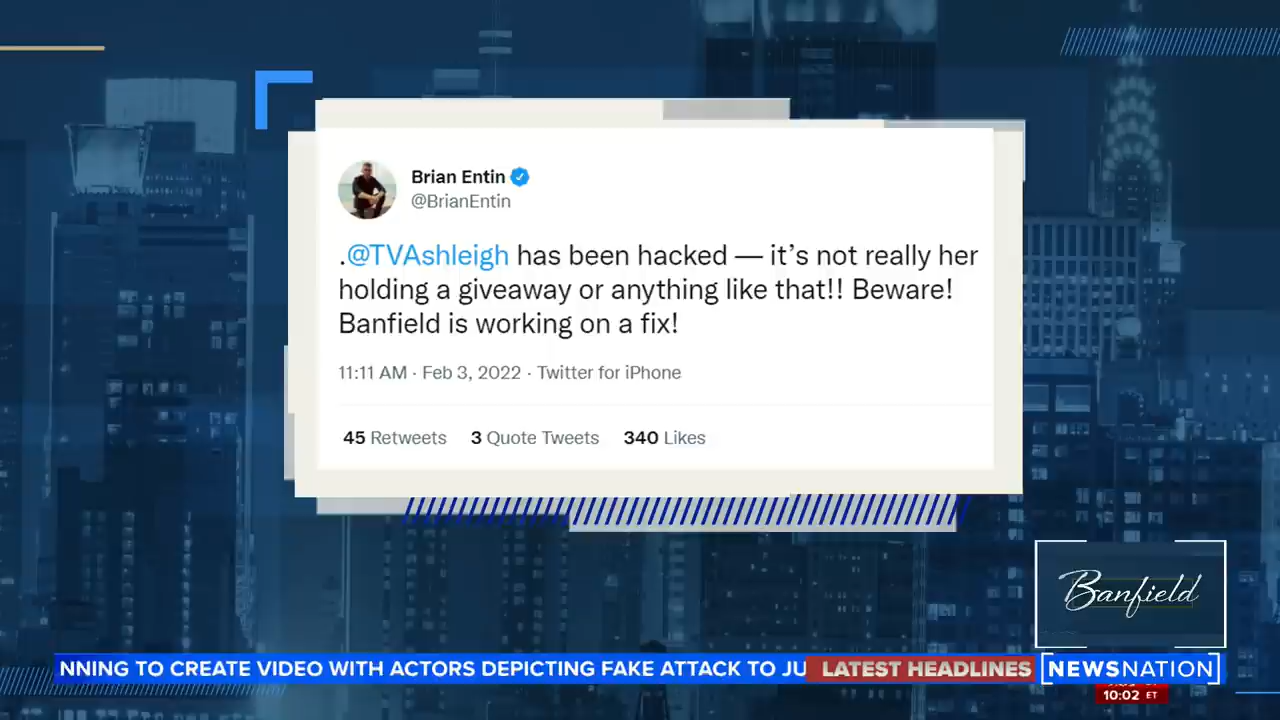 Brian Entin
@BrianEntin
.@TVAshleigh has been hacked — it’s not really her
holding a giveaway or anything like that!! Beware!
Banfield is working on a fix!
11:11 AM · Feb 3, 2022 · Twitter for iPhone
45 Retweets 3 Quote Tweets 340 Likes
Banfield
NNING TO CREATE VIDEO WITH ACTORS DEPICTING FAKE ATTACK TO JU LATEST HEADLINES NEWSNATION
10:02 ET